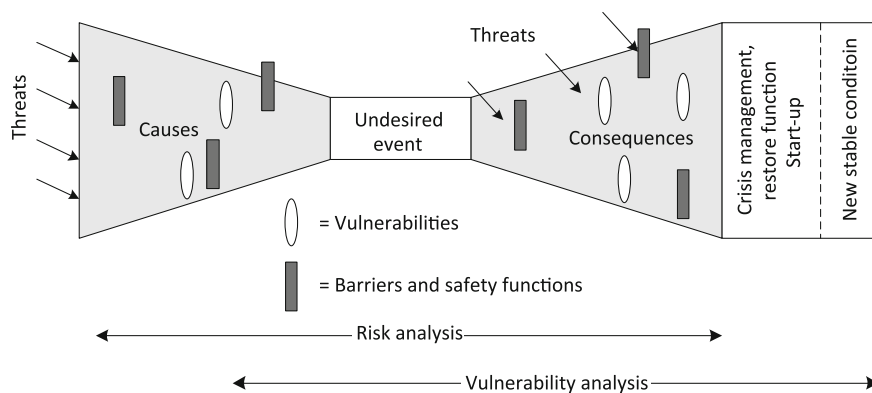 Threats
Causes
Undesired
event
Threats
Consequences
Crisis management,
restore function
Start-up
New stable conditoin
= Vulnerabilities
= Barriers and safety functions
Risk analysis
Vulnerability analysis